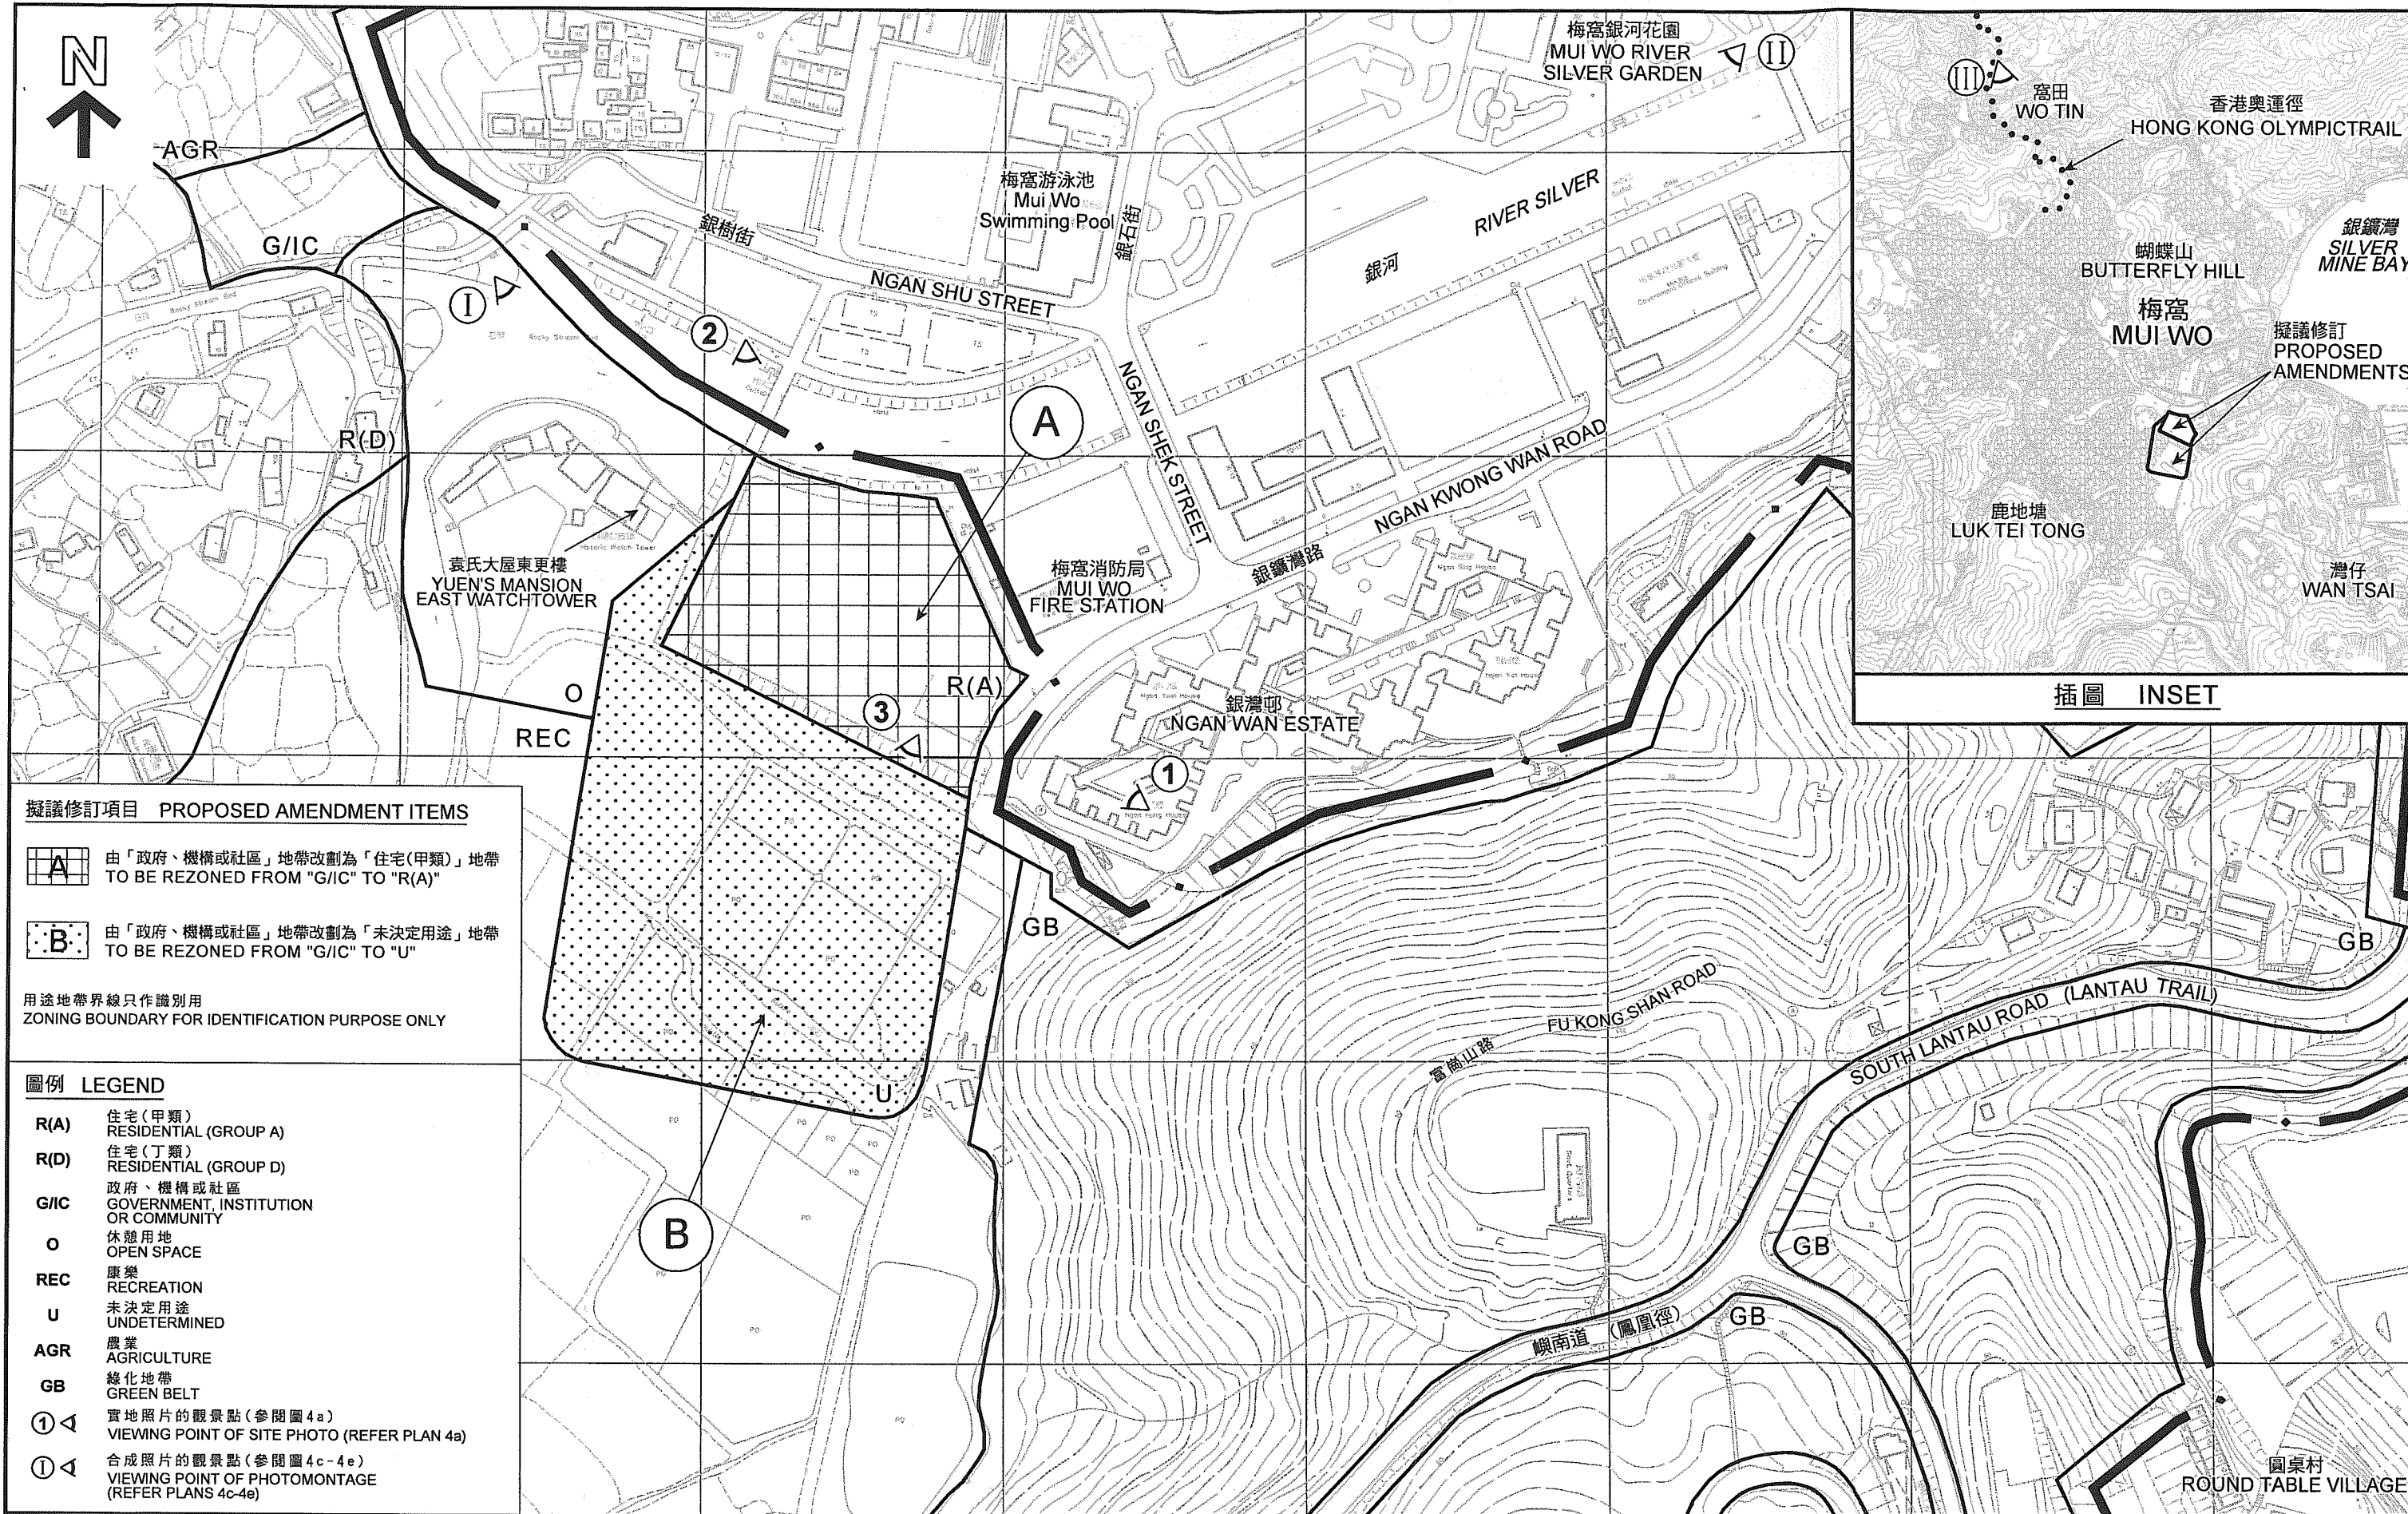 N
AGR
G/IC
R(D)
I
2
銀樹街
NGAN SHU STREET
梅窩游泳池
Mui Wo
Swimming Pool
銀石街
NGAN SHEK STREET
梅窩銀河花園
MUI WO RIVER
SILVER GARDEN
II
RIVER SILVER
銀河
A
NGAN KWONG WAN ROAD
銀鑛灣路
袁氏大屋東更樓
YUEN'S MANSION
EAST WATCHTOWER
Historic Watch Tower
梅窩消防局
MUI WO
FIRE STATION
R(A)
O
REC
3
銀灣邨
NGAN WAN ESTATE
1
GB
U
B
富崗山路
FU KONG SHAN ROAD
SOUTH LANTAU ROAD (LANTAU TRAIL)
嶼南道 (鳳凰徑)
GB
GB
GB
圓桌村
ROUND TABLE VILLAGE
III
窩田
WO TIN
香港奧運徑
HONG KONG OLYMPICTRAIL
銀鑛灣
SILVER
MINE BAY
蝴蝶山
BUTTERFLY HILL
梅窩
MUI WO
擬議修訂
PROPOSED
AMENDMENTS
鹿地塘
LUK TEI TONG
灣仔
WAN TSAI
插圖 INSET
擬議修訂項目 PROPOSED AMENDMENT ITEMS
A
由「政府、機構或社區」地帶改劃為「住宅(甲類)」地帶
TO BE REZONED FROM "G/IC" TO "R(A)"
B
由「政府、機構或社區」地帶改劃為「未決定用途」地帶
TO BE REZONED FROM "G/IC" TO "U"
用途地帶界線只作識別用
ZONING BOUNDARY FOR IDENTIFICATION PURPOSE ONLY
圖例 LEGEND
R(A) 住宅(甲類)
RESIDENTIAL (GROUP A)
R(D) 住宅(丁類)
RESIDENTIAL (GROUP D)
G/IC 政府、機構或社區
GOVERNMENT, INSTITUTION
OR COMMUNITY
O 休憩用地
OPEN SPACE
REC 康樂
RECREATION
U 未決定用途
UNDETERMINED
AGR 農業
AGRICULTURE
GB 綠化地帶
GREEN BELT
1 實地照片的觀景點(參閱圖4a)
VIEWING POINT OF SITE PHOTO (REFER PLAN 4a)
I 合成照片的觀景點(參閱圖4c-4e)
VIEWING POINT OF PHOTOMONTAGE
(REFER PLANS 4c-4e)